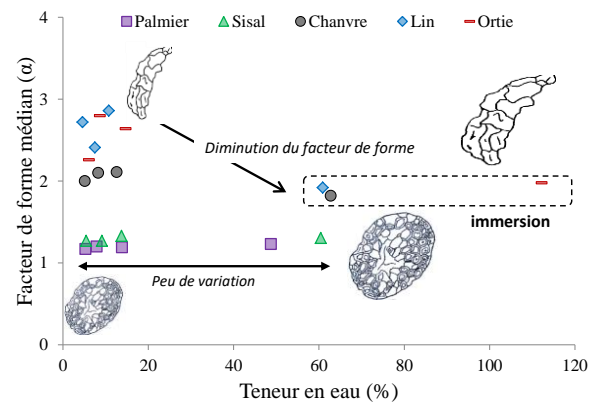 Palmier Sisal Chanvre Lin Ortie
4
3
2
1
0
Facteur de forme médian (α)
Diminution du facteur de forme
immersion
Peu de variation
0 20 40 60 80 100 120
Teneur en eau (%)